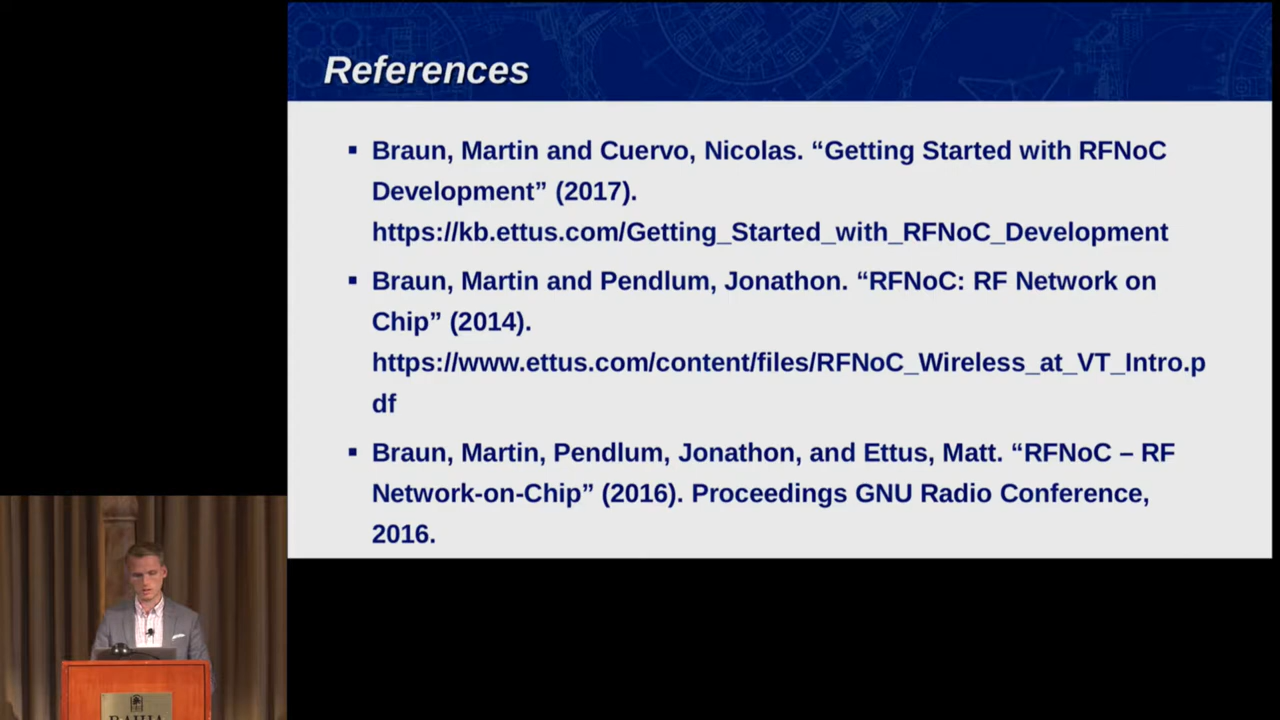 References
▪ Braun, Martin and Cuervo, Nicolas. “Getting Started with RFNoC
Development” (2017).
https://kb.ettus.com/Getting_Started_with_RFNoC_Development
▪ Braun, Martin and Pendlum, Jonathon. “RFNoC: RF Network on
Chip” (2014).
https://www.ettus.com/content/files/RFNoC_Wireless_at_VT_Intro.p
df
▪ Braun, Martin, Pendlum, Jonathon, and Ettus, Matt. “RFNoC – RF
Network-on-Chip” (2016). Proceedings GNU Radio Conference,
2016.
BAHIA